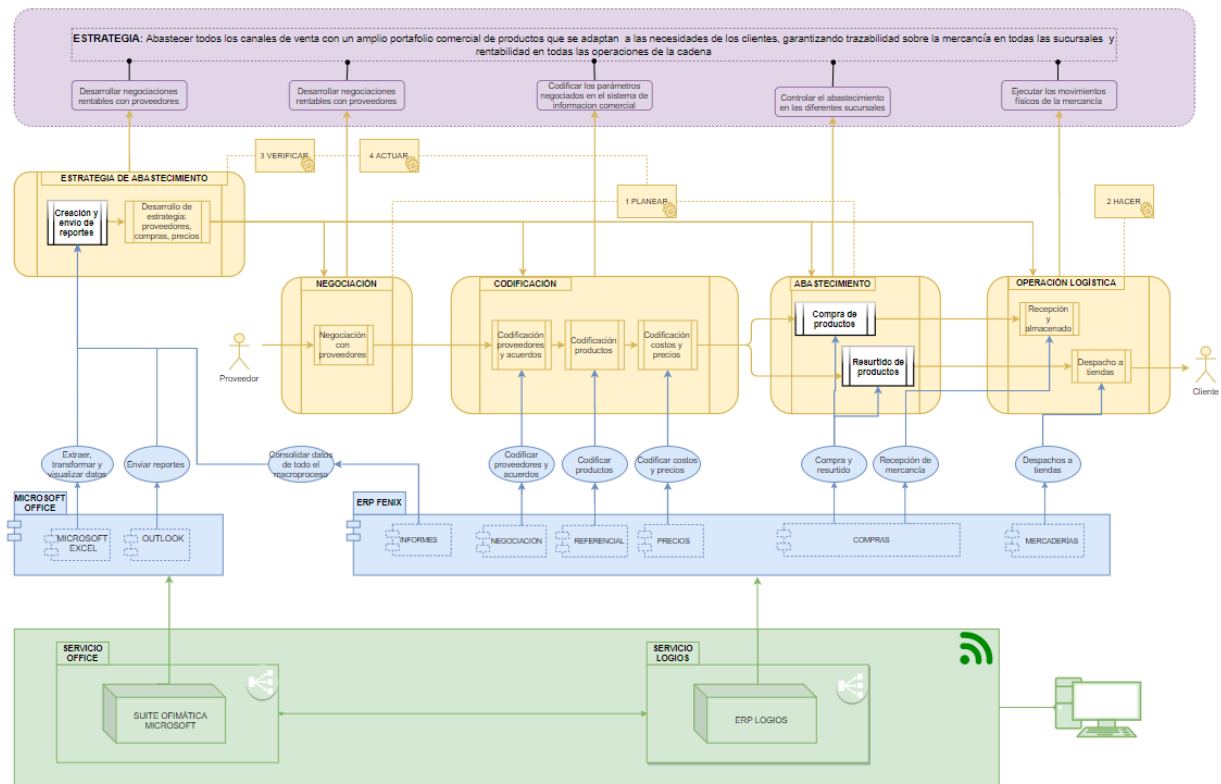 ESTRATEGIA: Abastecer todos los canales de venta con un amplio portafolio comercial de productos que se adaptan a las necesidades de los clientes, garantizando trazabilidad sobre la mercancía en todas las sucursales y
rentabilidad en todas las operaciones de la cadena
Desarrollar negociaciones
rentables con proveedores
Desarrollar negociaciones
rentables con proveedores
Codificar los parámetros
negociados en el sistema de
informacion comercial
Controlar el abastecimiento
en las diferentes sucursales
Ejecutar los movimientos
físicos de la mercancía
3 VERIFICAR
4 ACTUAR
1 PLANEAR
2 HACER
ESTRATEGIA DE ABASTECIMIENTO
Creación y
envio de
reportes
Desarrollo de
estrategia:
proveedores,
compras, precios
NEGOCIACIÓN
Negociación
con
proveedores
CODIFICACIÓN
Codificación
proveedores
y acuerdos
Codificación
productos
Codificación
costos y
precios
ABASTECIMIENTO
Compra de
productos
Resurtido de
productos
OPERACIÓN LOGÍSTICA
Recepción
y
almacenado
Despacho a
tiendas
Proveedor
Cliente
Extraer,
transformar y
visualizar datos
Enviar reportes
Consolidar datos
de todo el
macroproceso
Codificar
proveedores y
acuerdos
Codificar
productos
Codificar costos
y precios
Compra y
resurtido
Recepción de
mercancía
Despachos a
tiendas
MICROSOFT
OFFICE
MICROSOFT
EXCEL
OUTLOOK
ERP FENIX
INFORMES
NEGOCIACIÓN
REFERENCIAL
PRECIOS
COMPRAS
MERCADERÍAS
SERVICIO
OFFICE
SUITE OFIMÁTICA
MICROSOFT
SERVICIO
LOGIOS
ERP LOGIOS